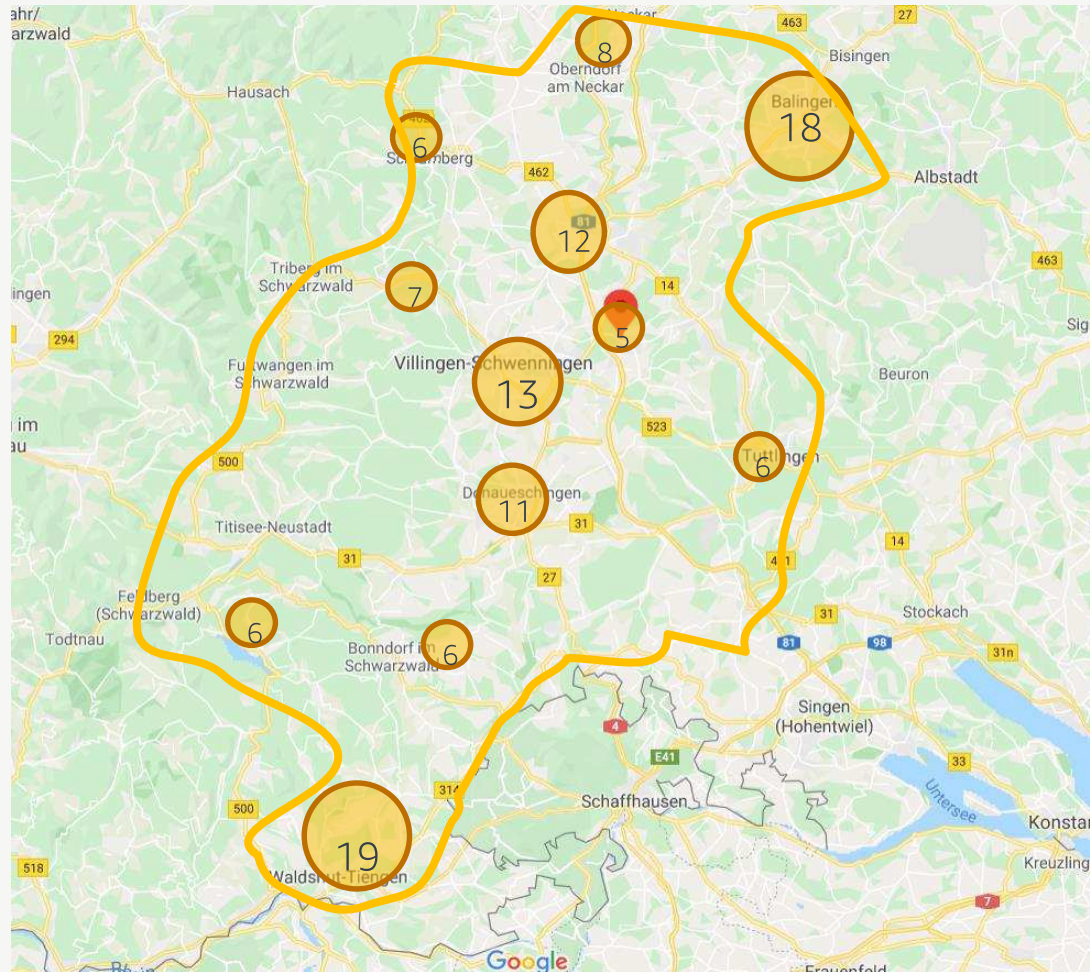 ahr/
arzwald
463
27
8
Bisingen
Oberndorf
am Neckar
Hausach
Balingen
18
6
462
Albstadt
81
12
463
Triberg im
Schwarzwald
7
14
ingen
5
294
Sig
Villingen-Schwenningen
Furtwangen im
Schwarzwald
Beuron
13
im
au
523
Tuttlingen
6
500
Donaueschingen
11
31
Titisee-Neustadt
14
31
27
Feldberg
(Schwarzwald)
31
Stockach
Todtnau
6
81
98
31n
Bonndorf im
Schwarzwald
6
Singen
(Hohentwiel)
4
E41
33
314
500
Schaffhausen
Untersee
Konstan
19
Kreuzling
518
Waldshut-Tiengen
7
Google
Frauenfeld